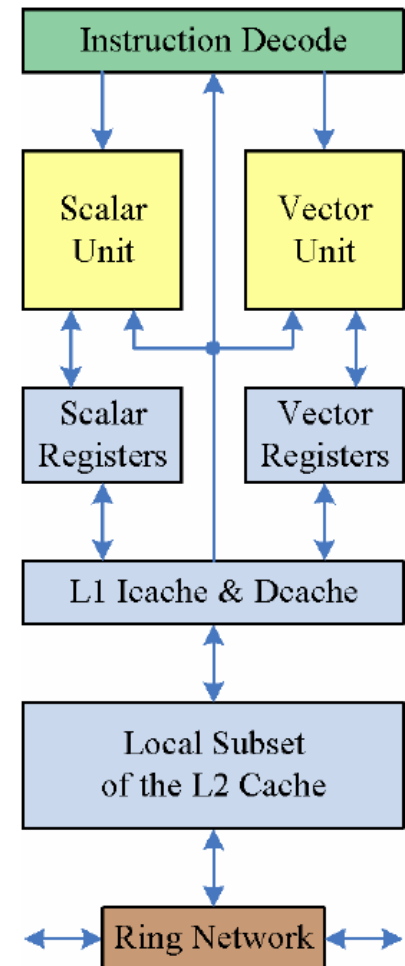 Instruction Decode
Scalar
Unit
Vector
Unit
Scalar
Registers
Vector
Registers
L1 Icache & Dcache
Local Subset
of the L2 Cache
Ring Network